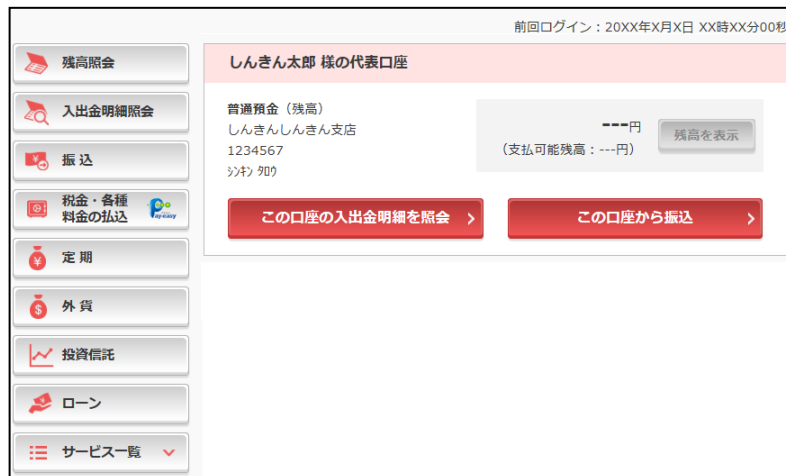 前回ログイン：20XX年X月X日 XX時XX分00秒
残高照会
入出金明細照会
振込
税金・各種
料金の払込
Pay-easy
定期
外貨
投資信託
ローン
サービス一覧
しんきん太郎 様の代表口座
普通預金（残高）
しんきんしんきん支店
1234567
ｼﾝｷﾝ ﾀﾛｳ
---円
（支払可能残高：---円）
残高を表示
この口座の入出金明細を照会
この口座から振込